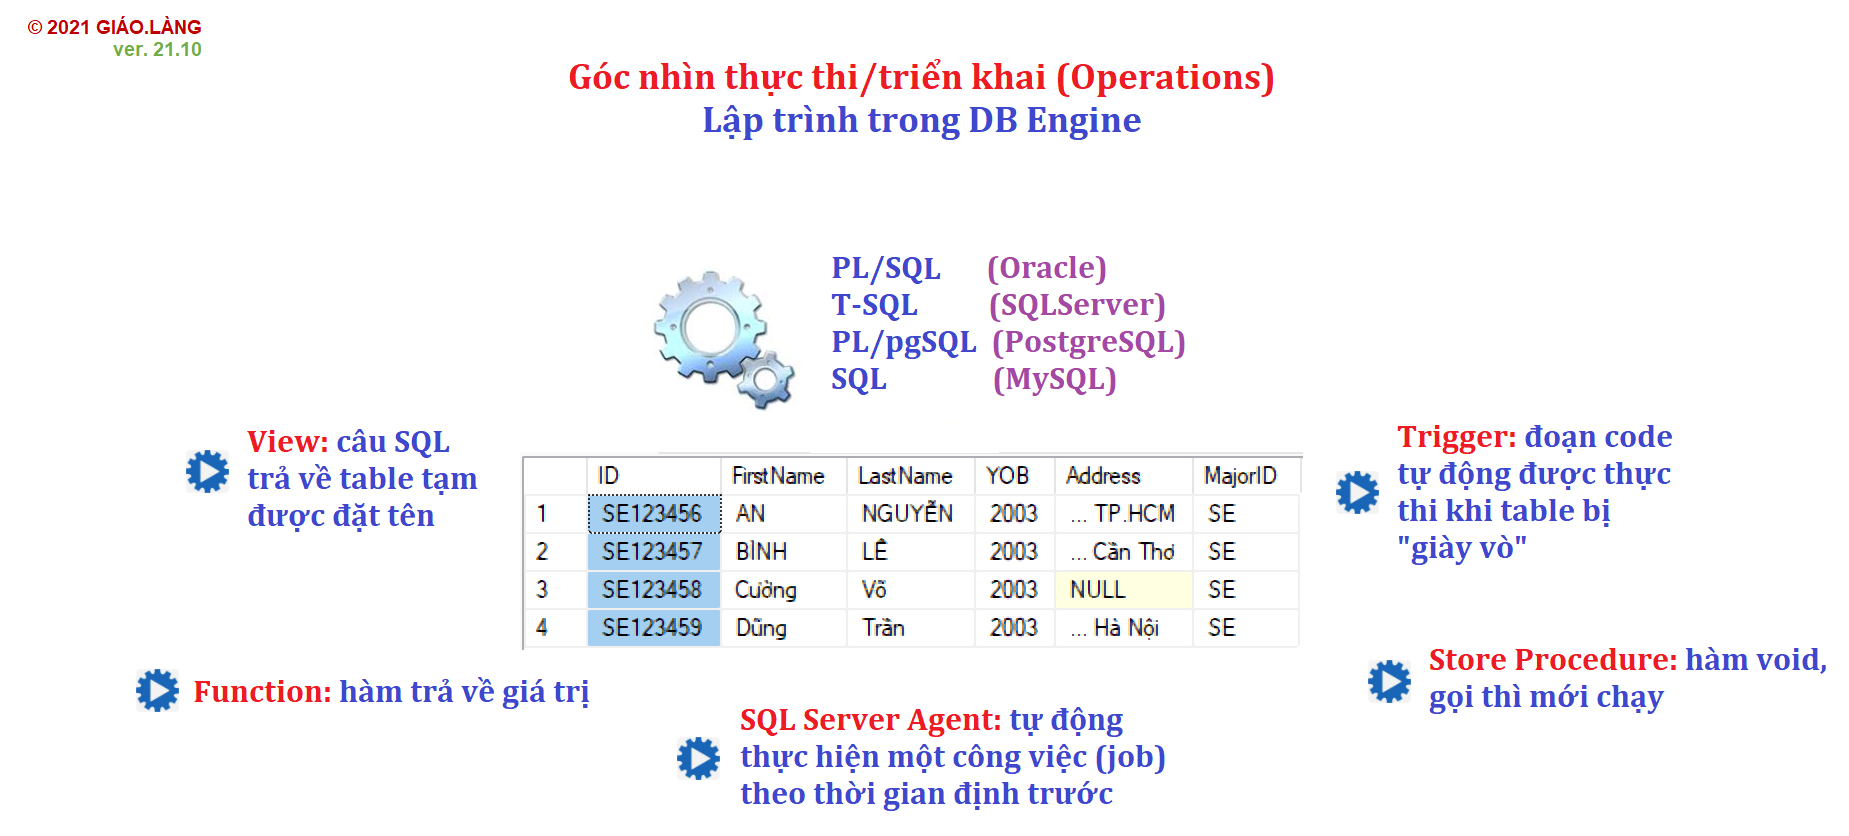 © 2021 GIÁO.LÀNG
ver. 21.10
Góc nhìn thực thi/triển khai (Operations)
Lập trình trong DB Engine
PL/SQL (Oracle)
T-SQL (SQLServer)
PL/pgSQL (PostgreSQL)
SQL (MySQL)
View: câu SQL
trả về table tạm
được đặt tên
Trigger: đoạn code
tự động được thực
thi khi table bị
"giày vò"
ID FirstName LastName YOB Address MajorID
1 SE123456 AN NGUYỄN 2003 ... TP.HCM SE
2 SE123457 BÌNH LÊ 2003 ... Cần Thơ SE
3 SE123458 Cường Võ 2003 NULL SE
4 SE123459 Dũng Trần 2003 ... Hà Nội SE
Function: hàm trả về giá trị
Store Procedure: hàm void,
gọi thì mới chạy
SQL Server Agent: tự động
thực hiện một công việc (job)
theo thời gian định trước